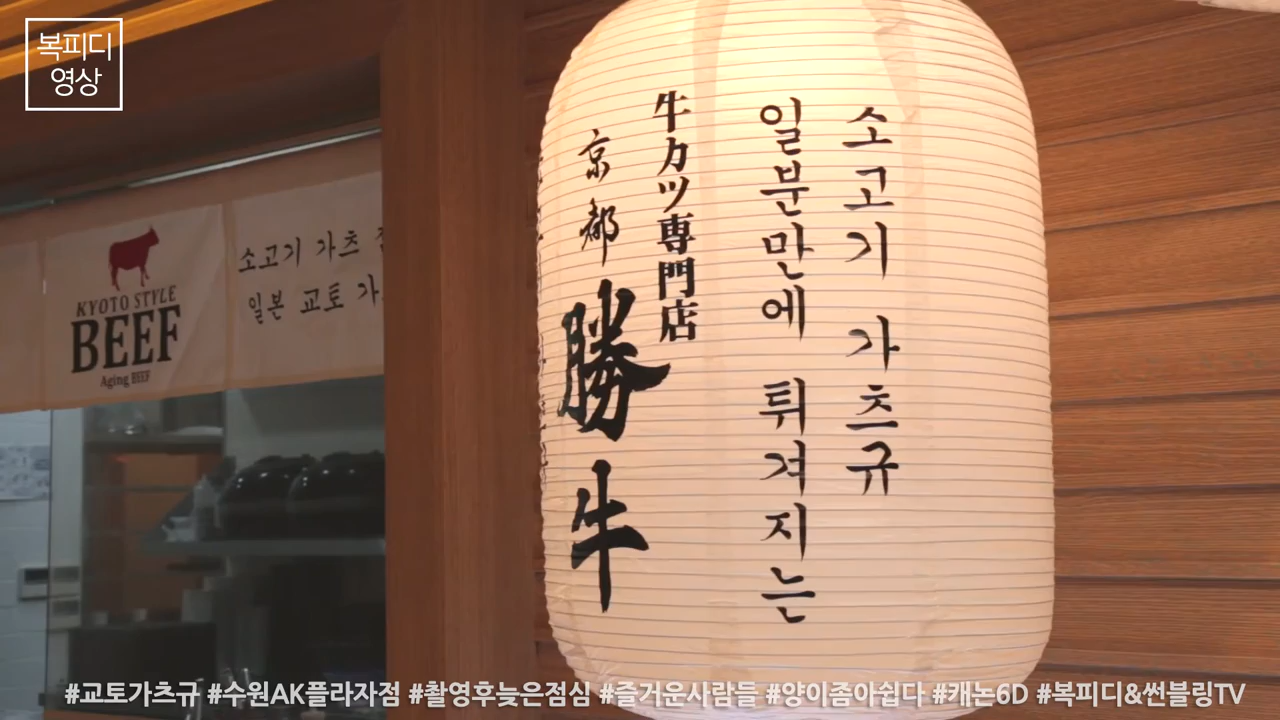 복피디
영상
KYOTO STYLE
BEEF
Aging BEEF
소고기 가츠
일본 교토 가
소고기 가츠규
일분만에 튀겨지는
牛カツ専門店
京都
勝牛
#교토가츠규 #수원AK플라자점 #촬영후늦은점심 #즐거운사람들 #양이좀아쉽다 #캐논6D #복피디&썬블링TV